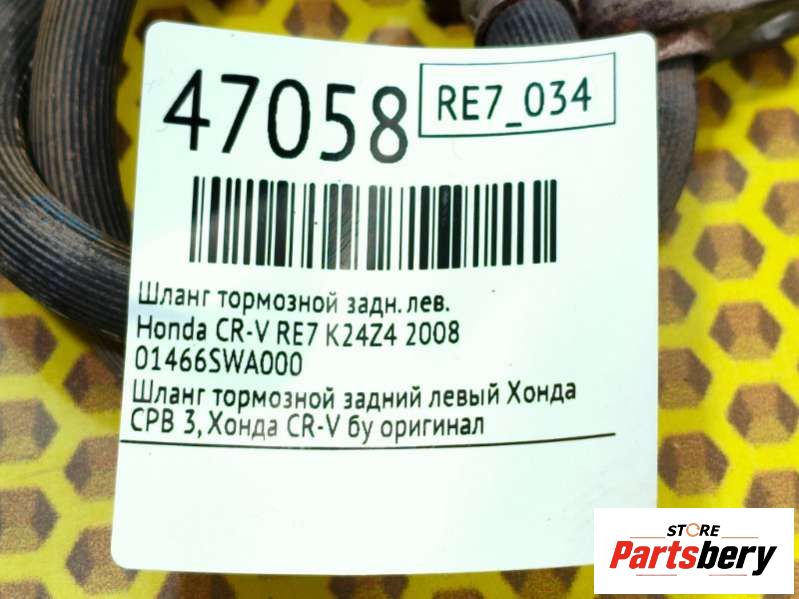 47058
RE7_034
Шланг тормозной задн.лев.
Honda CR-V RE7 K24Z4 2008
01466SWA000
Шланг тормозной задний левый Хонда
СРВ 3, Хонда CR-V бу оригинал
STORE
Partsbery